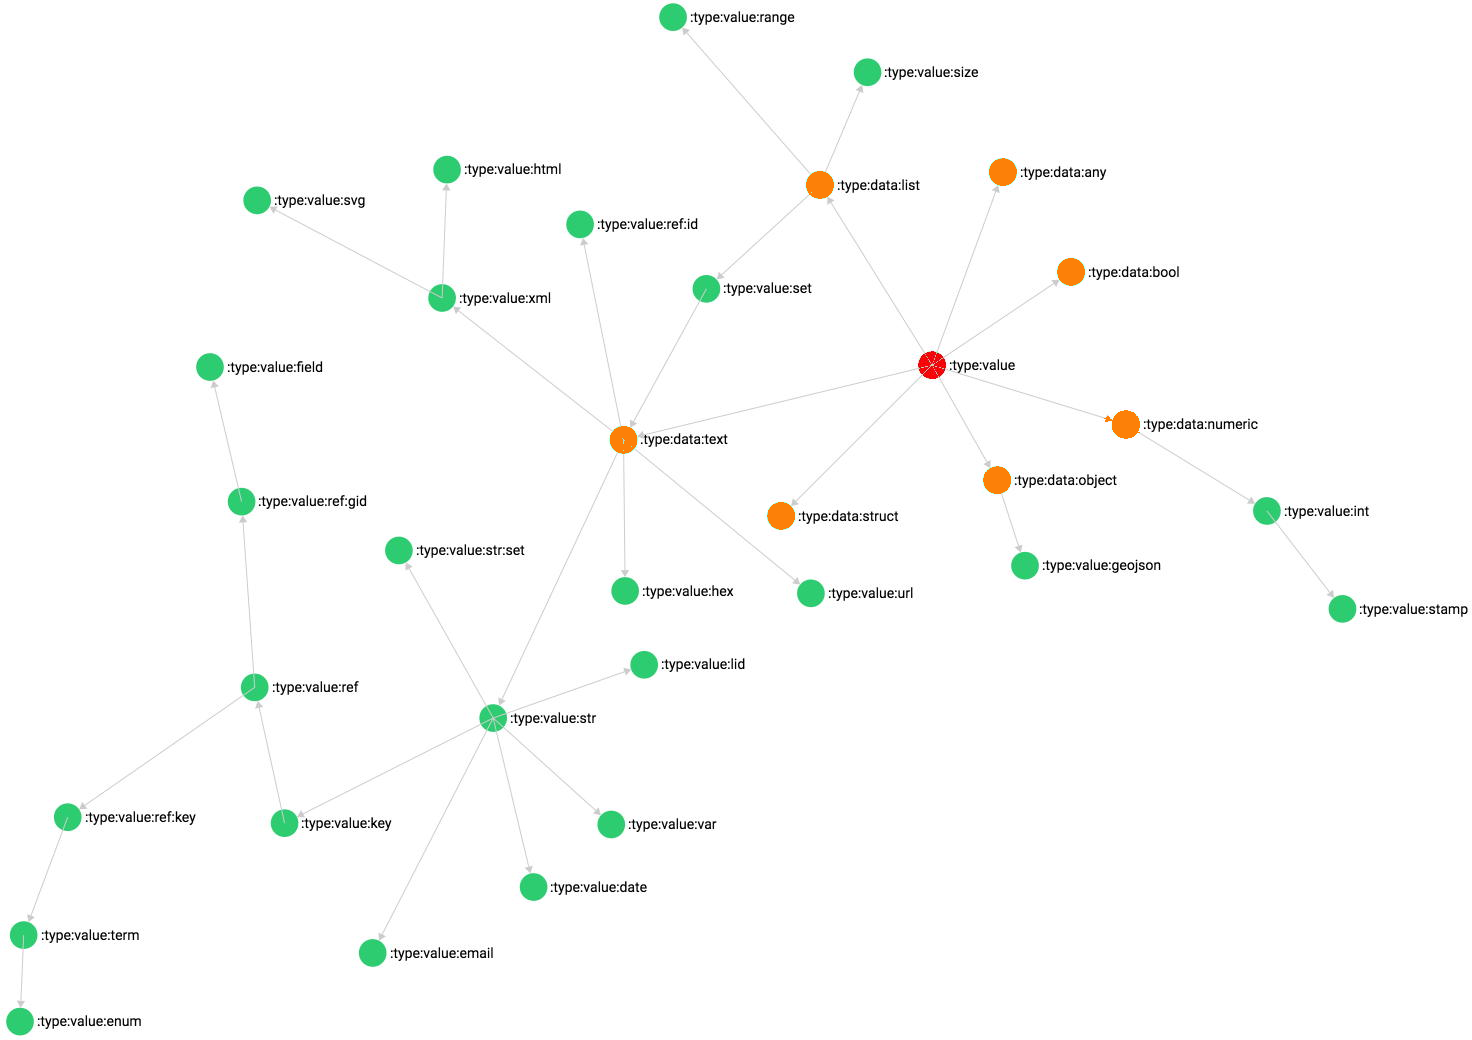 :type:value:range
:type:value:size
:type:value:html
:type:data:any
:type:data:list
:type:value:svg
:type:value:ref:id
:type:data:bool
:type:value:set
:type:value:xml
:type:value
:type:value:field
:type:data:numeric
:type:data:text
:type:data:object
:type:value:ref:gid
:type:value:int
:type:data:struct
:type:value:str:set
:type:value:geojson
:type:value:hex
:type:value:url
:type:value:stamp
:type:value:lid
:type:value:ref
:type:value:str
:type:value:ref:key
:type:value:key
:type:value:var
:type:value:date
:type:value:term
:type:value:email
:type:value:enum